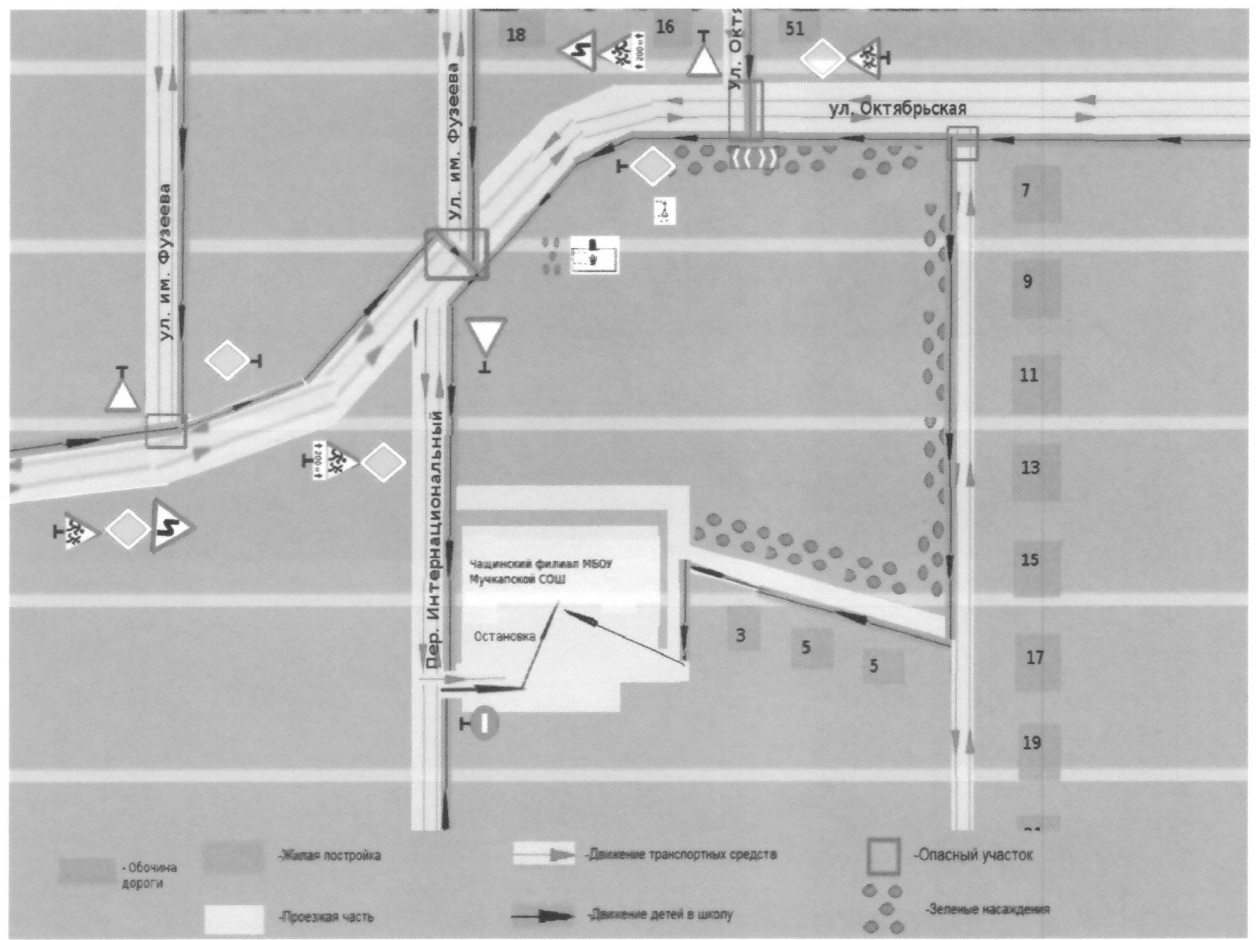 18
16
51
200 м
Ул. Октя
ул. Октябрьская
Ул. им. Фузеева
ул. им. Фузеева
7
9
11
13
15
17
19
200 м
Пер. Интернациональный
Чащинский филиал МБОУ
Мучкапской СОШ
Остановка
3
5
5
- Обочина
дороги
-Жилая постройка
-Проезжая часть
-Движение транспортных средств
-Движение детей в школу
-Опасный участок
-Зеленые насаждения